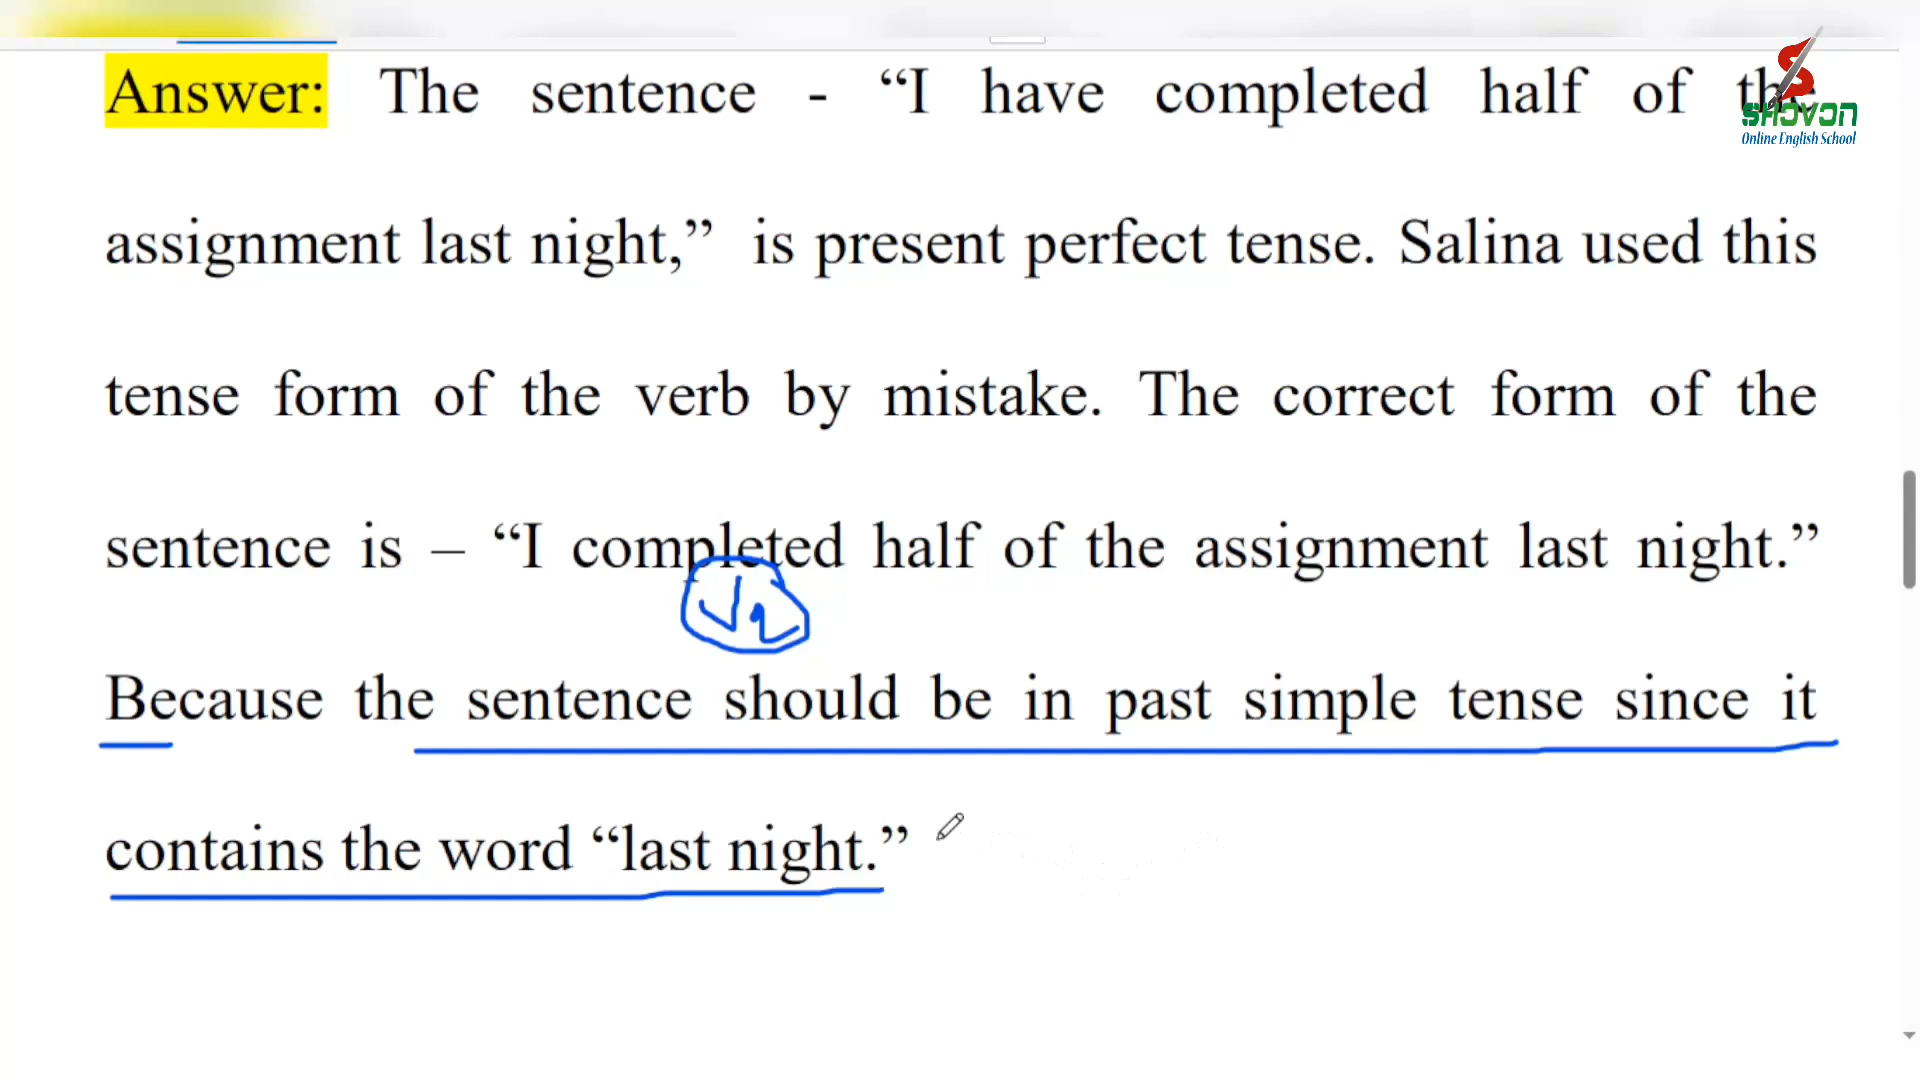 Answer: The sentence - “I have completed half of the
SHOVON
Online English School
assignment last night,” is present perfect tense. Salina used this
tense form of the verb by mistake. The correct form of the
sentence is – “I completed half of the assignment last night.”
V2
Because the sentence should be in past simple tense since it
contains the word “last night.”